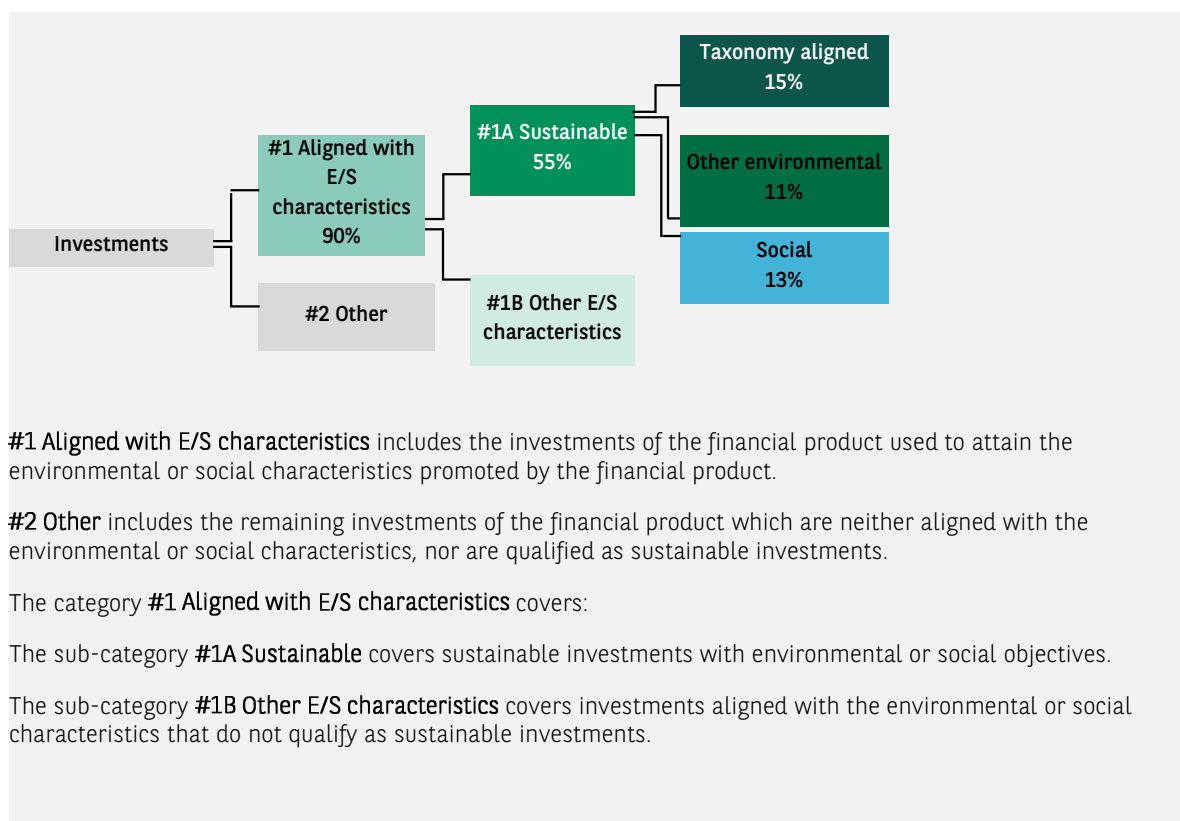 Taxonomy aligned
15%
#1A Sustainable
55%
#1 Aligned with
E/S
characteristics
90%
Other environmental
11%
Investments
Social
13%
#2 Other
#1B Other E/S
characteristics
#1 Aligned with E/S characteristics includes the investments of the financial product used to attain the
environmental or social characteristics promoted by the financial product.
#2 Other includes the remaining investments of the financial product which are neither aligned with the
environmental or social characteristics, nor are qualified as sustainable investments.
The category #1 Aligned with E/S characteristics covers:
The sub-category #1A Sustainable covers sustainable investments with environmental or social objectives.
The sub-category #1B Other E/S characteristics covers investments aligned with the environmental or social
characteristics that do not qualify as sustainable investments.